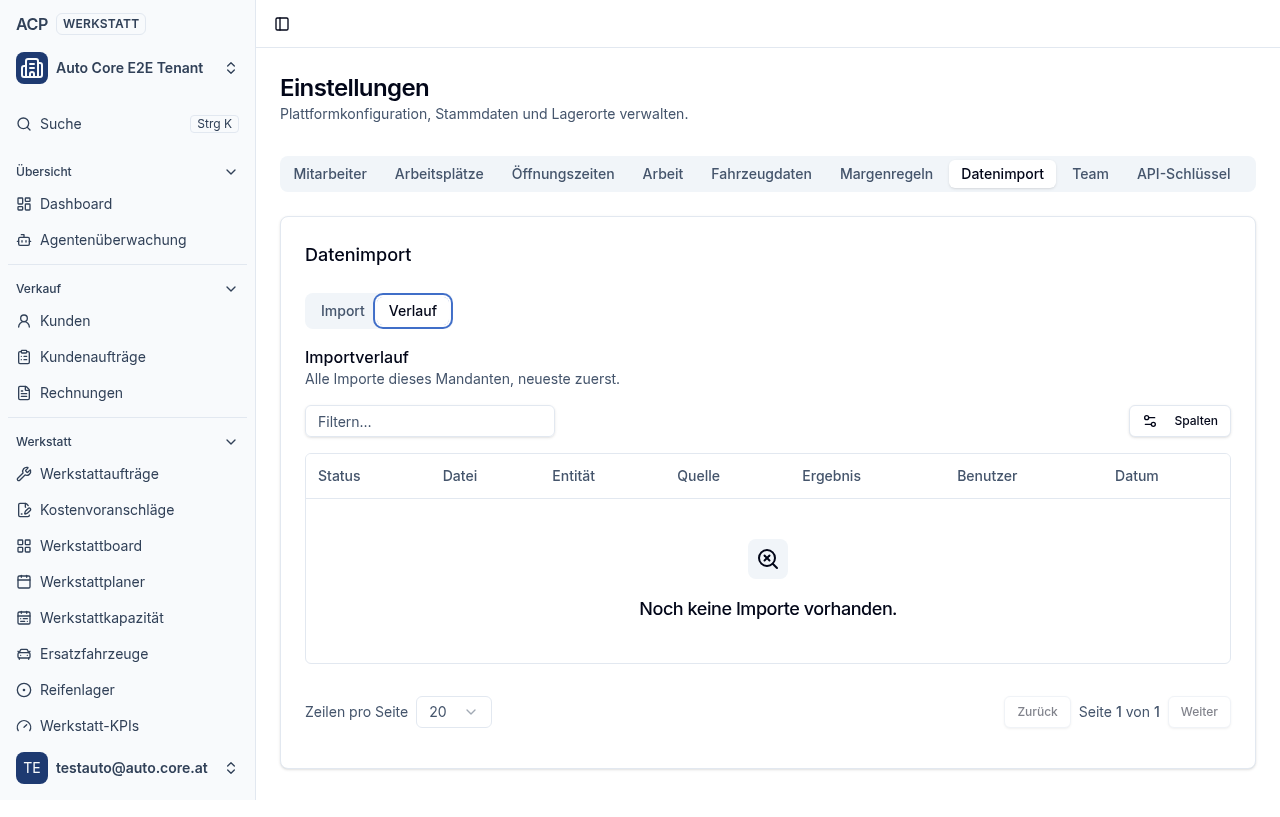 ACP WERKSTATT
Auto Core E2E Tenant
Suche Strg K
Übersicht
Dashboard
Agentenüberwachung
Verkauf
Kunden
Kundenaufträge
Rechnungen
Werkstatt
Werkstattaufträge
Kostenvoranschläge
Werkstattboard
Werkstattplaner
Werkstattkapazität
Ersatzfahrzeuge
Reifenlager
Werkstatt-KPIs
TE testauto@auto.core.at
Einstellungen
Plattformkonfiguration, Stammdaten und Lagerorte verwalten.
Mitarbeiter Arbeitsplätze Öffnungszeiten Arbeit Fahrzeugdaten Margenregeln Datenimport Team API-Schlüssel
Datenimport
Import Verlauf
Importverlauf
Alle Importe dieses Mandanten, neueste zuerst.
Filtern... Spalten
Status Datei Entität Quelle Ergebnis Benutzer Datum
Noch keine Importe vorhanden.
Zeilen pro Seite 20 Zurück Seite 1 von 1 Weiter